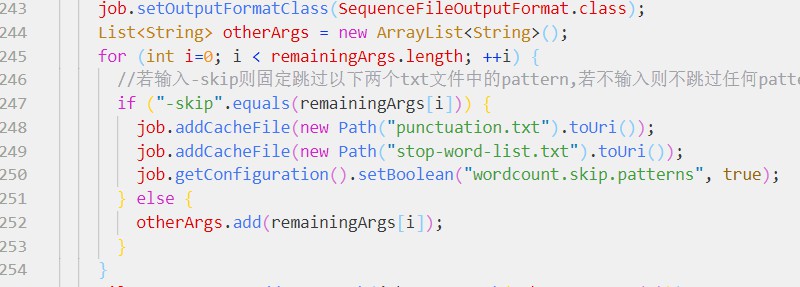 243 job.setOutputFormatClass(SequenceFileOutputFormat.class);
244 List<String> otherArgs = new ArrayList<String>();
245 for (int i=0; i < remainingArgs.length; ++i) {
246 //若输入-skip则固定跳过以下两个txt文件中的pattern,若不输入则不跳过任何patte
247 if ("-skip".equals(remainingArgs[i])) {
248 job.addCacheFile(new Path("punctuation.txt").toUri());
249 job.addCacheFile(new Path("stop-word-list.txt").toUri());
250 job.getConfiguration().setBoolean("wordcount.skip.patterns", true);
251 } else {
252 otherArgs.add(remainingArgs[i]);
253 }
254 }